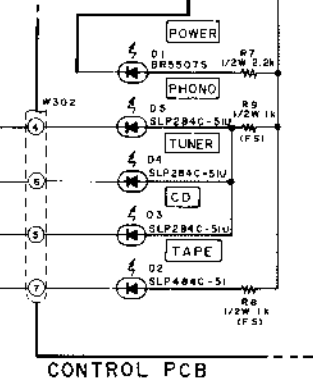 POWER
D1
BR5507S
R7
1/2W 2.2k
PHONO
W302
D5
SLP284C-51U
R9
1/2W 1k
(FS)
4
TUNER
D4
SLP284C-51U
CD
D3
SLP294C-51U
5
TAPE
D2
SLP484C-51
7
R8
1/2W 1k
(FS)
CONTROL PCB